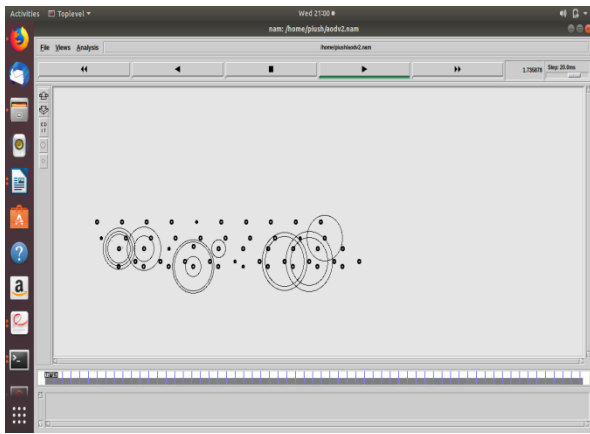 Activities Toplevel Wed 21:00
nam: /home/piush/aodv2.nam
File Views Analysis /home/piush/aodv2.nam
1.735870 Step: 20.0ms